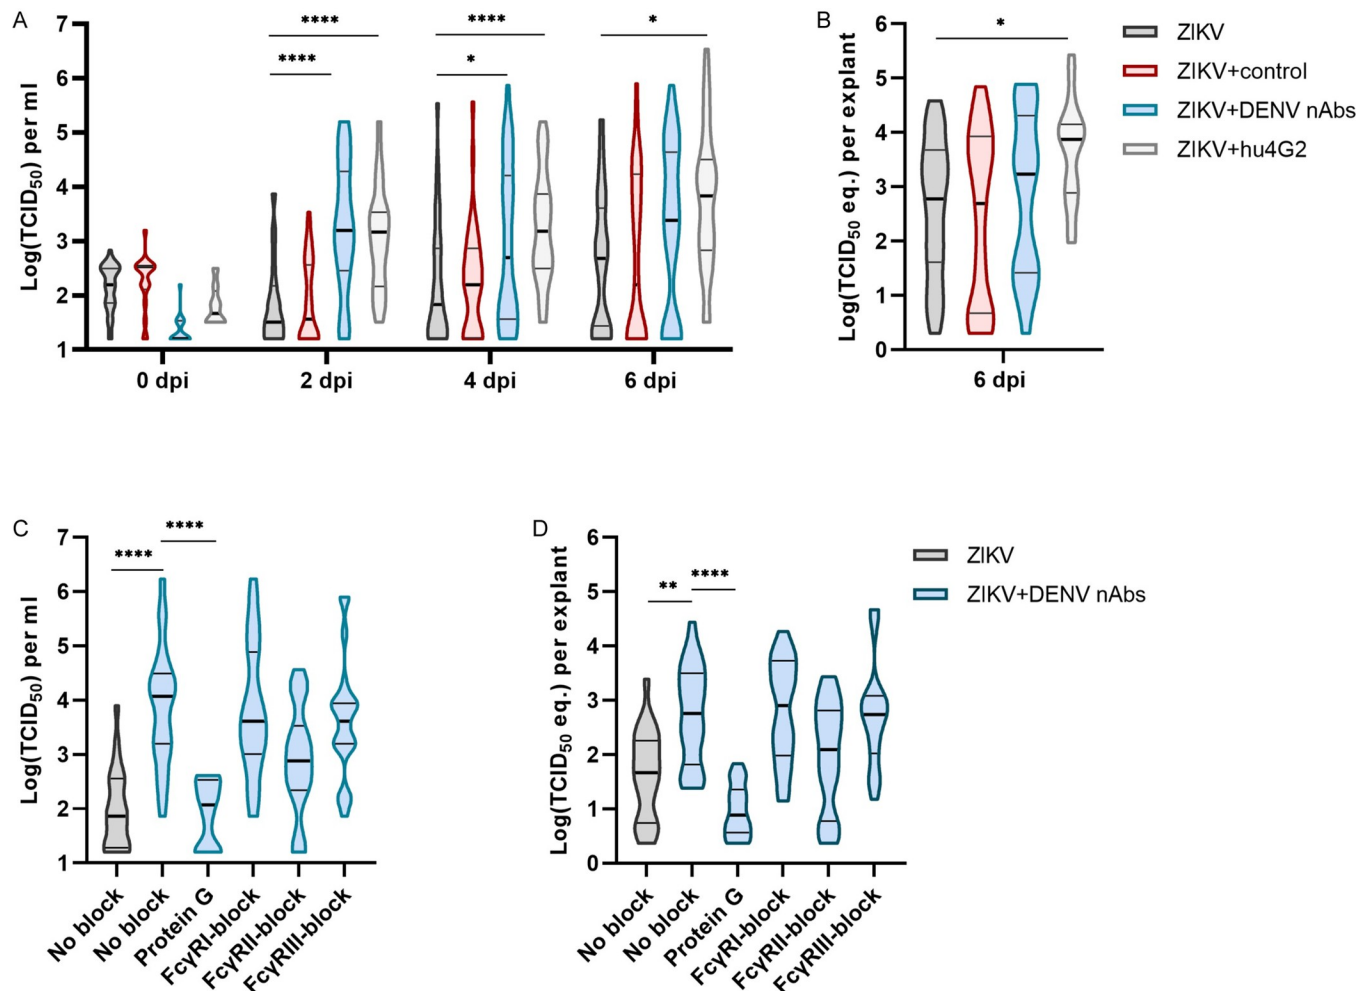 A
Log(TCID50) per ml
7
6
5
4
3
2
1
****
****
****
*
*
0 dpi
2 dpi
4 dpi
6 dpi
B
Log(TCID50 eq.) per explant
6
5
4
3
2
1
0
*
6 dpi
ZIKV
ZIKV+control
ZIKV+DENV nAbs
ZIKV+hu4G2
C
Log(TCID50) per ml
7
6
5
4
3
2
1
****
****
No block
No block
Protein G
FcγRI-block
FcγRII-block
FcγRIII-block
D
Log(TCID50 eq.) per explant
6
5
4
3
2
1
0
**
****
No block
No block
Protein G
FcγRI-block
FcγRII-block
FcγRIII-block
ZIKV
ZIKV+DENV nAbs